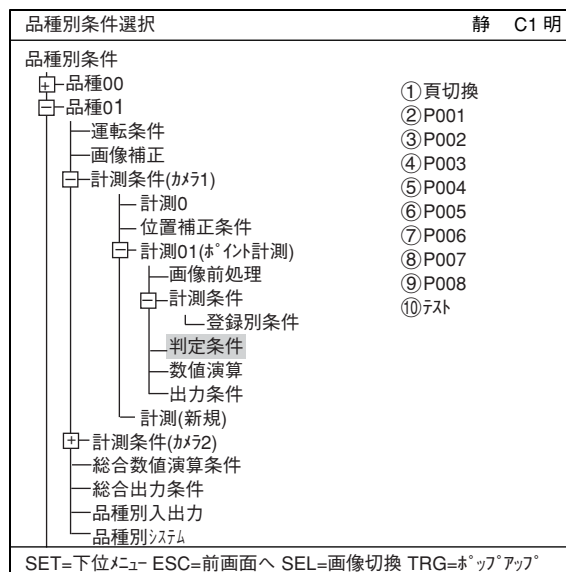 品種別条件選択 静 C1 明
品種別条件
品種00
品種01
運転条件
画像補正
計測条件(ｶﾒﾗ1)
計測0
位置補正条件
計測01(ﾎﾟｲﾝﾄ計測)
画像前処理
計測条件
登録別条件
判定条件
数値演算
出力条件
計測(新規)
計測条件(ｶﾒﾗ2)
総合数値演算条件
総合出力条件
品種別入出力
品種別ｼｽﾃﾑ
①頁切換
②P001
③P002
④P003
⑤P004
⑥P005
⑦P006
⑧P007
⑨P008
⑩ﾃｽﾄ
SET=下位ﾒﾆｭｰ ESC=前画面へ SEL=画像切換 TRG=ﾎﾟｯﾌﾟｱｯﾌﾟ